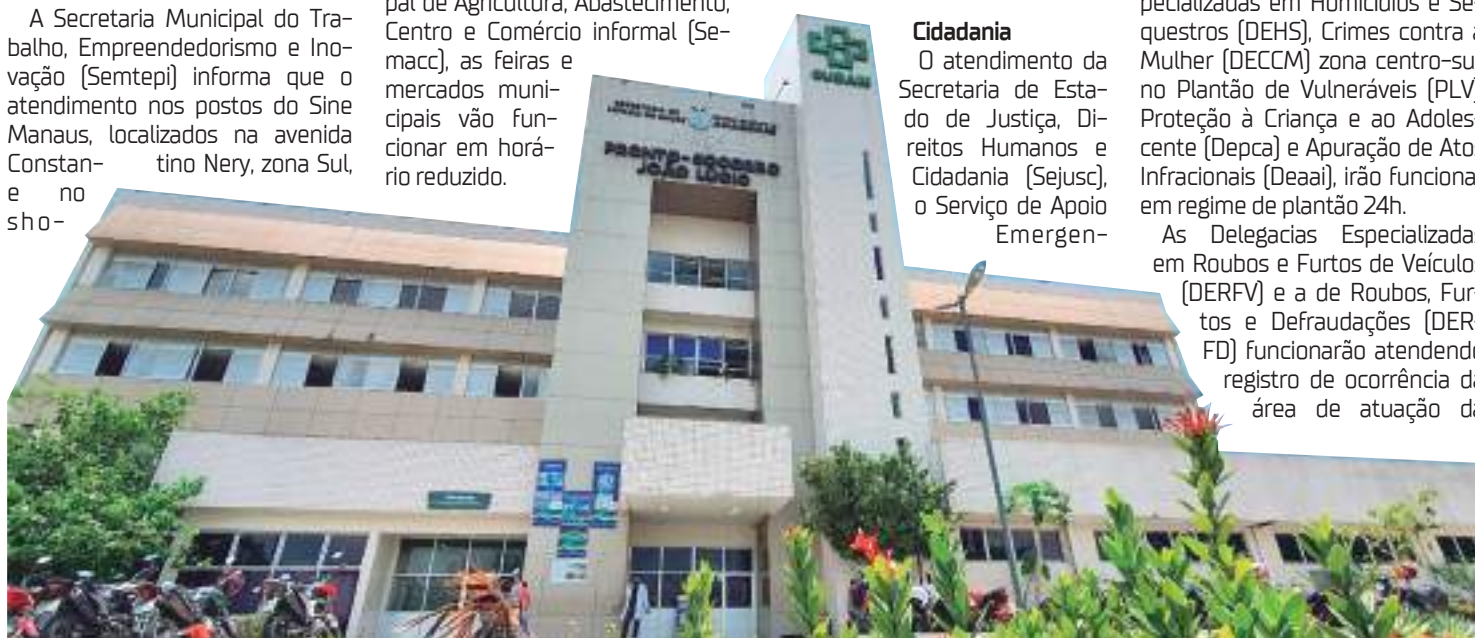 A Secretaria Municipal do Tra-
balho, Empreendedorismo e Ino-
vação (Semtepi) informa que o
atendimento nos postos do Sine
Manaus, localizados na avenida
Constan- tino Nery, zona Sul,
e no
sho-
pal de Agricultura, Abastecimento,
Centro e Comércio informal (Se-
macc), as feiras e
mercados muni-
cipais vão fun-
cionar em horá-
rio reduzido.
PRONTO-SOCORRO
JOÃO LÚCIO
SUSAM
Cidadania
O atendimento da
Secretaria de Esta-
do de Justiça, Di-
reitos Humanos e
Cidadania (Sejusc),
o Serviço de Apoio
Emergen-
pecializadas em Homicídios e Se-
questros (DEHS), Crimes contra a
Mulher (DECCM) zona centro-su
no Plantão de Vulneráveis (PLV)
Proteção à Criança e ao Adoles-
cente (Depca) e Apuração de Ato
Infracionais (Deaai), irão funciona
em regime de plantão 24h.
As Delegacias Especializada
em Roubos e Furtos de Veículo
(DERFV) e a de Roubos, Fur-
tos e Defraudações (DER-
FD) funcionarão atendendo
registro de ocorrência da
área de atuação da